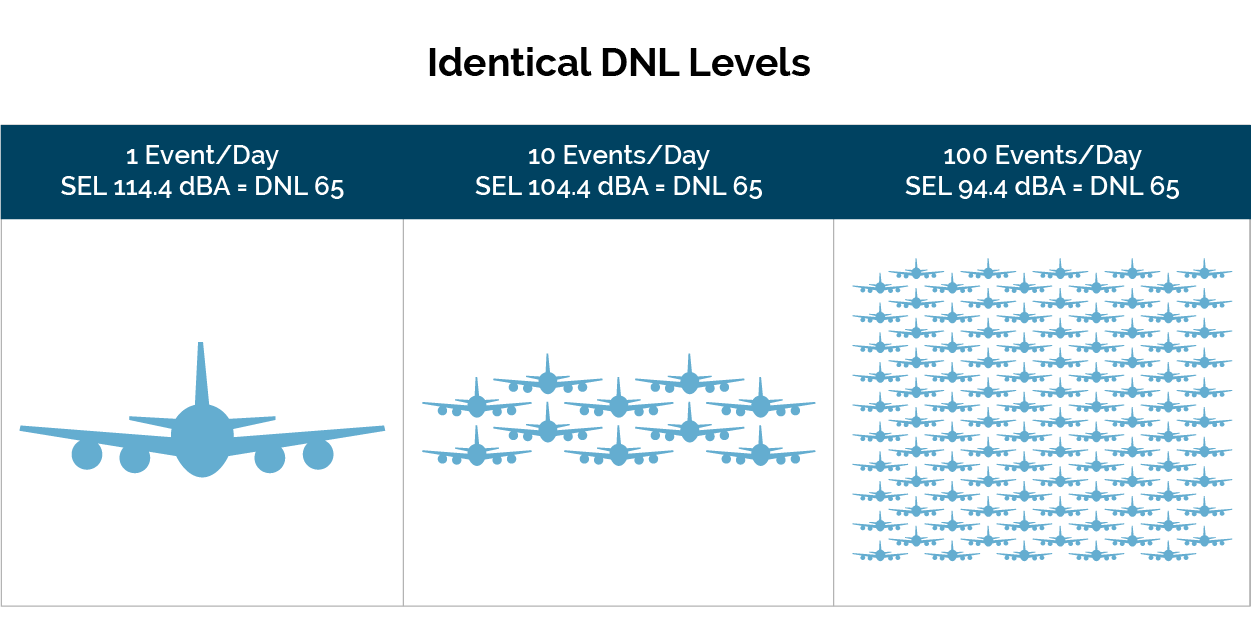 Identical DNL Levels
1 Event/Day
SEL 114.4 dBA = DNL 65
10 Events/Day
SEL 104.4 dBA = DNL 65
100 Events/Day
SEL 94.4 dBA = DNL 65